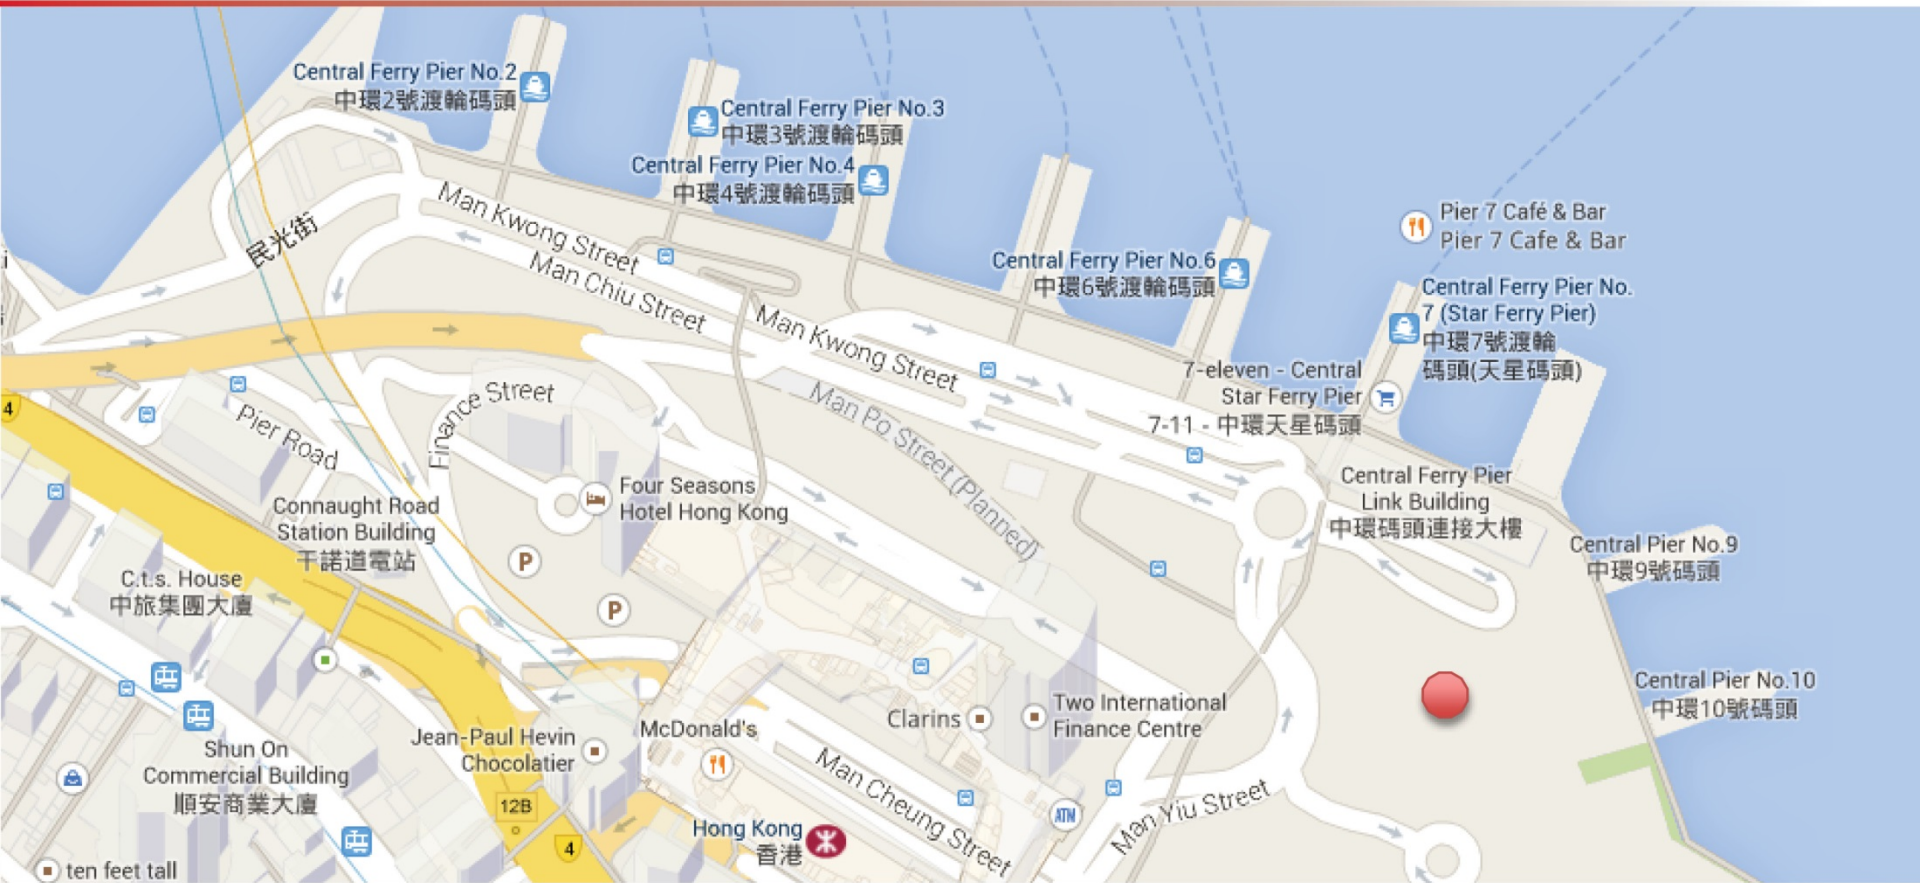 Central Ferry Pier No.2
中環2號渡輪碼頭
Central Ferry Pier No.3
中環3號渡輪碼頭
Central Ferry Pier No.4
中環4號渡輪碼頭
Man Kwong Street
民光街
Man Chiu Street
Pier 7 Café & Bar
Pier 7 Cafe & Bar
Central Ferry Pier No.6
中環6號渡輪碼頭
Central Ferry Pier No.
7 (Star Ferry Pier)
中環7號渡輪
碼頭(天星碼頭)
Man Kwong Street
7-eleven - Central
Star Ferry Pier
7-11 - 中環天星碼頭
4
Pier Road
Finance Street
Man Po Street (Planned)
Four Seasons
Hotel Hong Kong
Central Ferry Pier
Link Building
中環碼頭連接大樓
Connaught Road
Station Building
干諾道電站
P
P
Central Pier No.9
中環9號碼頭
C.t.s. House
中旅集團大廈
Central Pier No.10
中環10號碼頭
Clarins
Two International
Finance Centre
McDonald's
Jean-Paul Hevin
Chocolatier
Shun On
Commercial Building
順安商業大廈
12B
4
Man Cheung Street
Man Yiu Street
ATM
Hong Kong
香港
ten feet tall